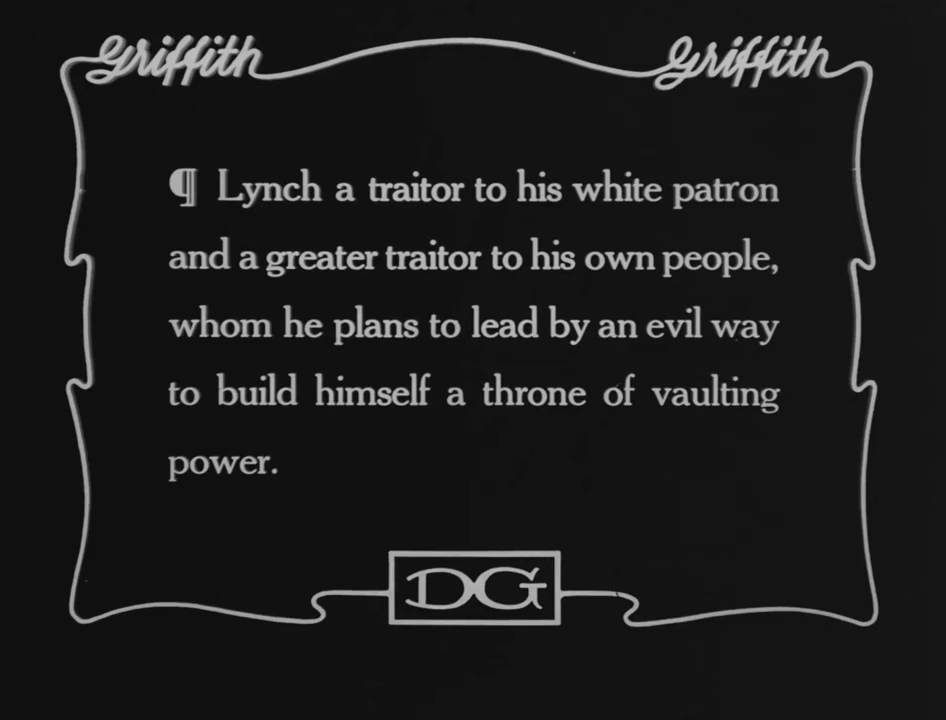 Griffith Griffith
¶ Lynch a traitor to his white patron
and a greater traitor to his own people,
whom he plans to lead by an evil way
to build himself a throne of vaulting
power.
DG